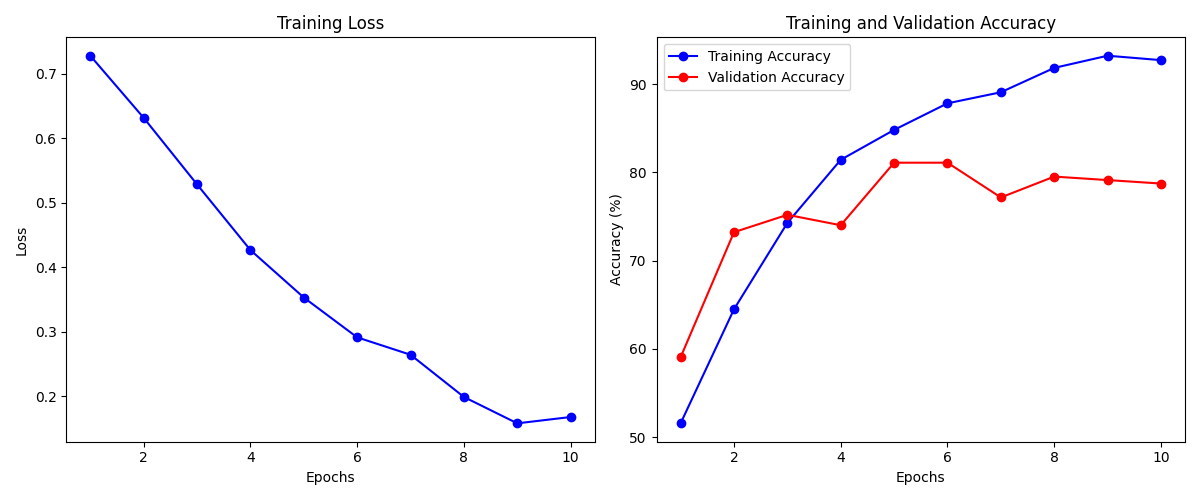 Training Loss
Loss
0.7
0.6
0.5
0.4
0.3
0.2
2 4 6 8 10
Epochs
Training and Validation Accuracy
Training Accuracy
Validation Accuracy
Accuracy (%)
90
80
70
60
50
2 4 6 8 10
Epochs